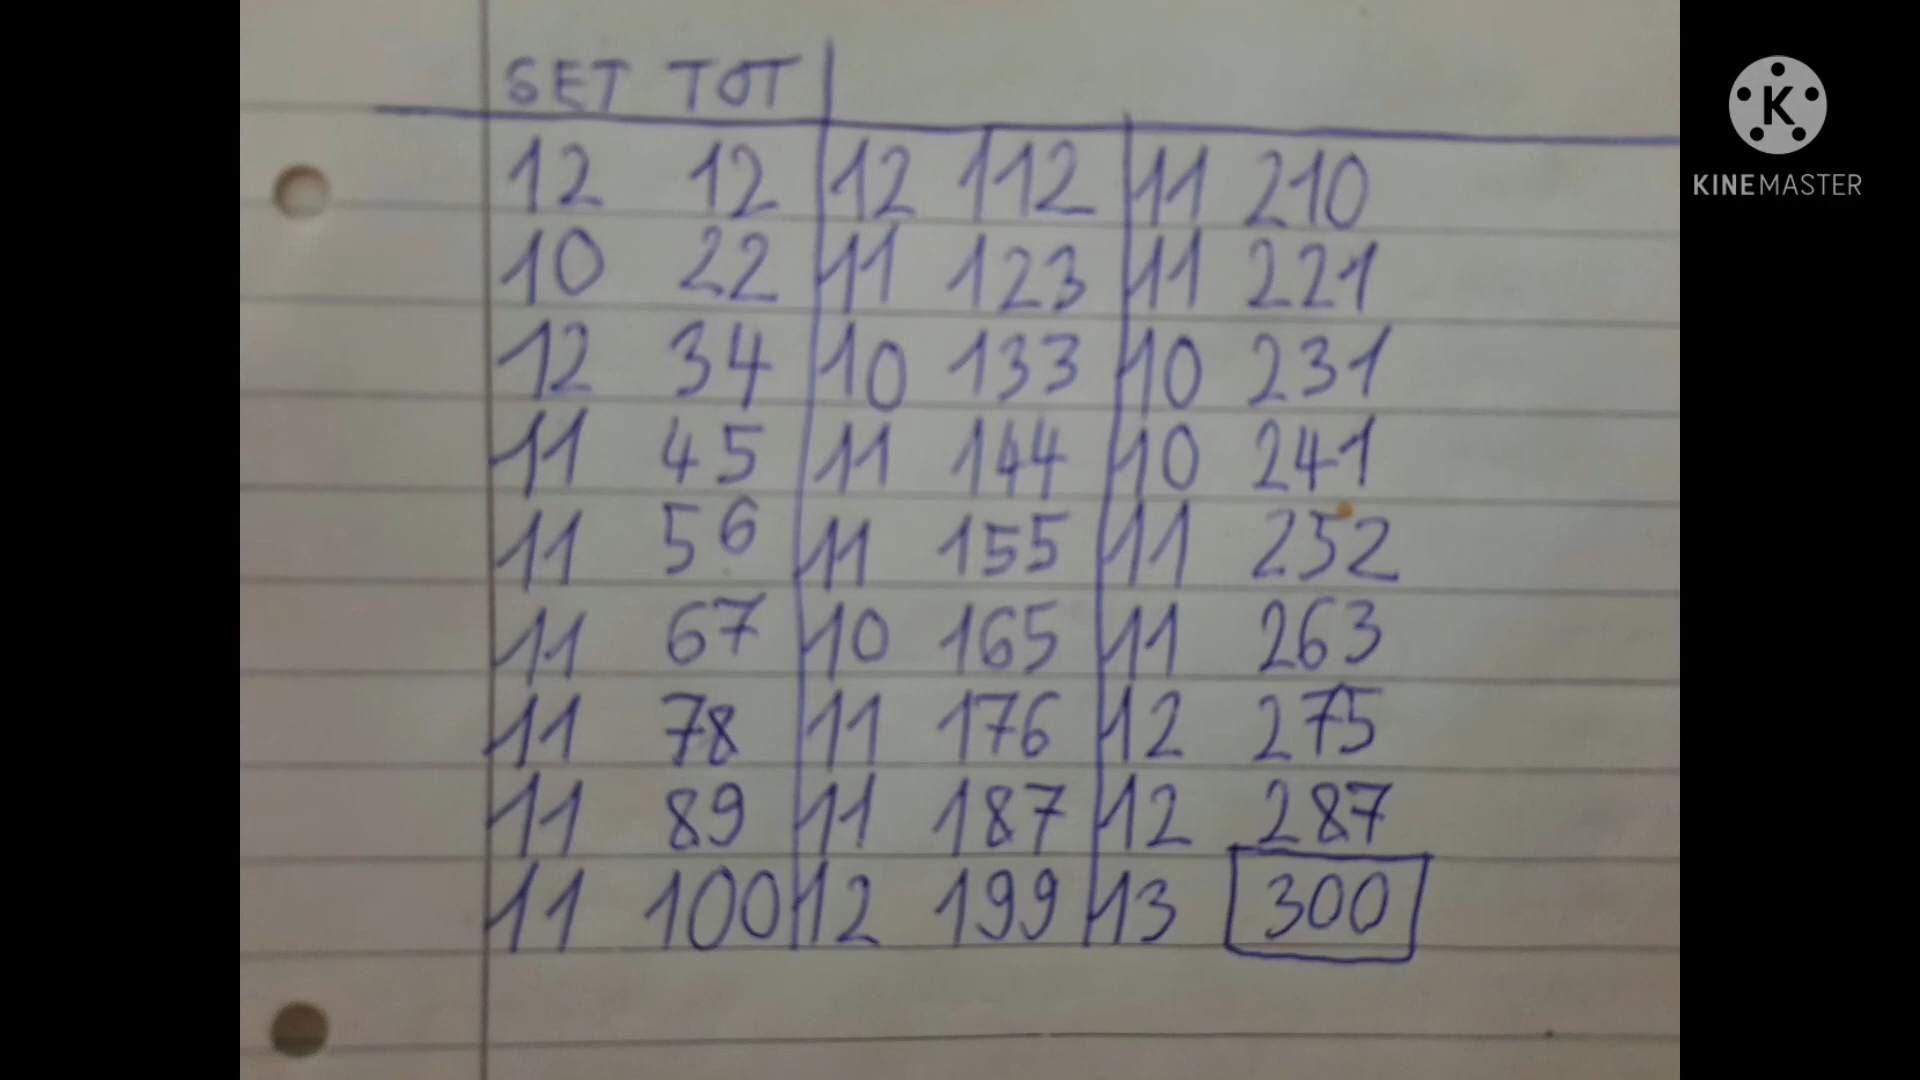 SET TOT
12 12 12 112 11 210
10 22 11 123 11 221
12 34 10 133 10 231
11 45 11 144 10 241
11 56 11 155 11 252
11 67 10 165 11 263
11 78 11 176 12 275
11 89 11 187 12 287
11 100 12 199 13 300
K
KINEMASTER